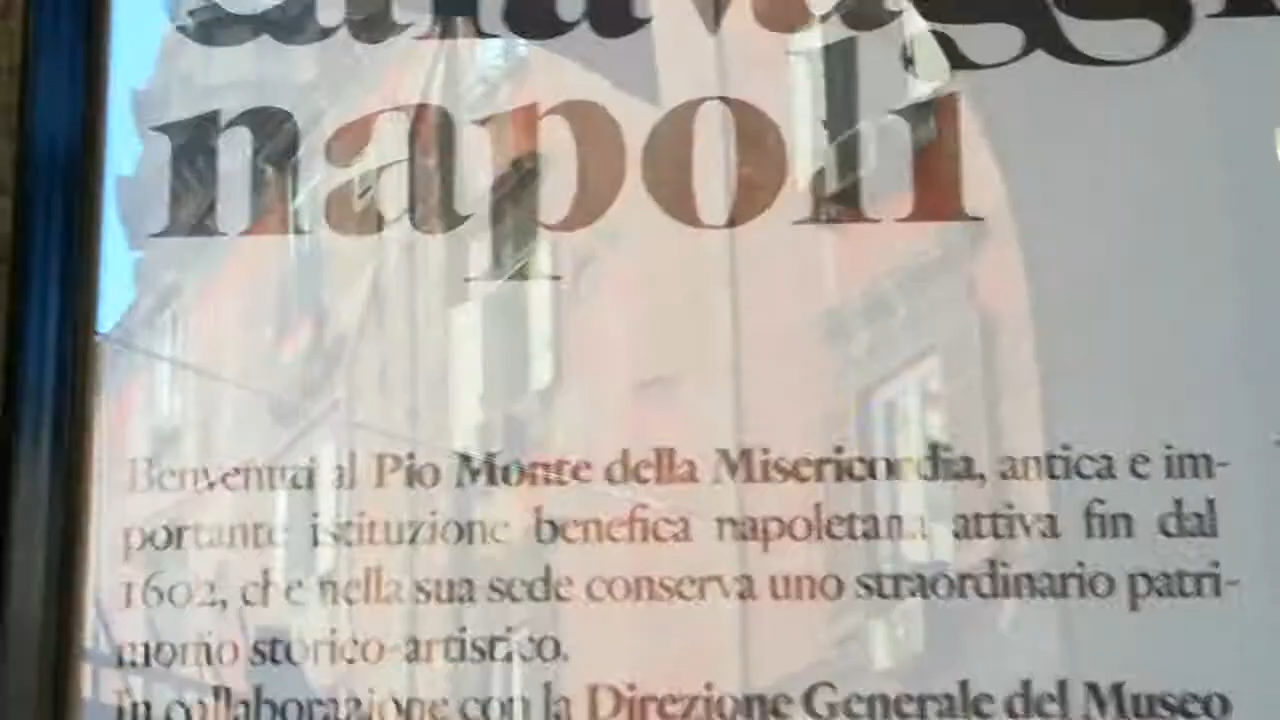 napoli
Benvenuti al Pio Monte della Misericordia, antica e im-
portante istituzione benefica napoletana attiva fin dal
1602, che nella sua sede conserva uno straordinario patri-
monio storico-artistico.
In collaborazione con la Direzione Generale del Museo